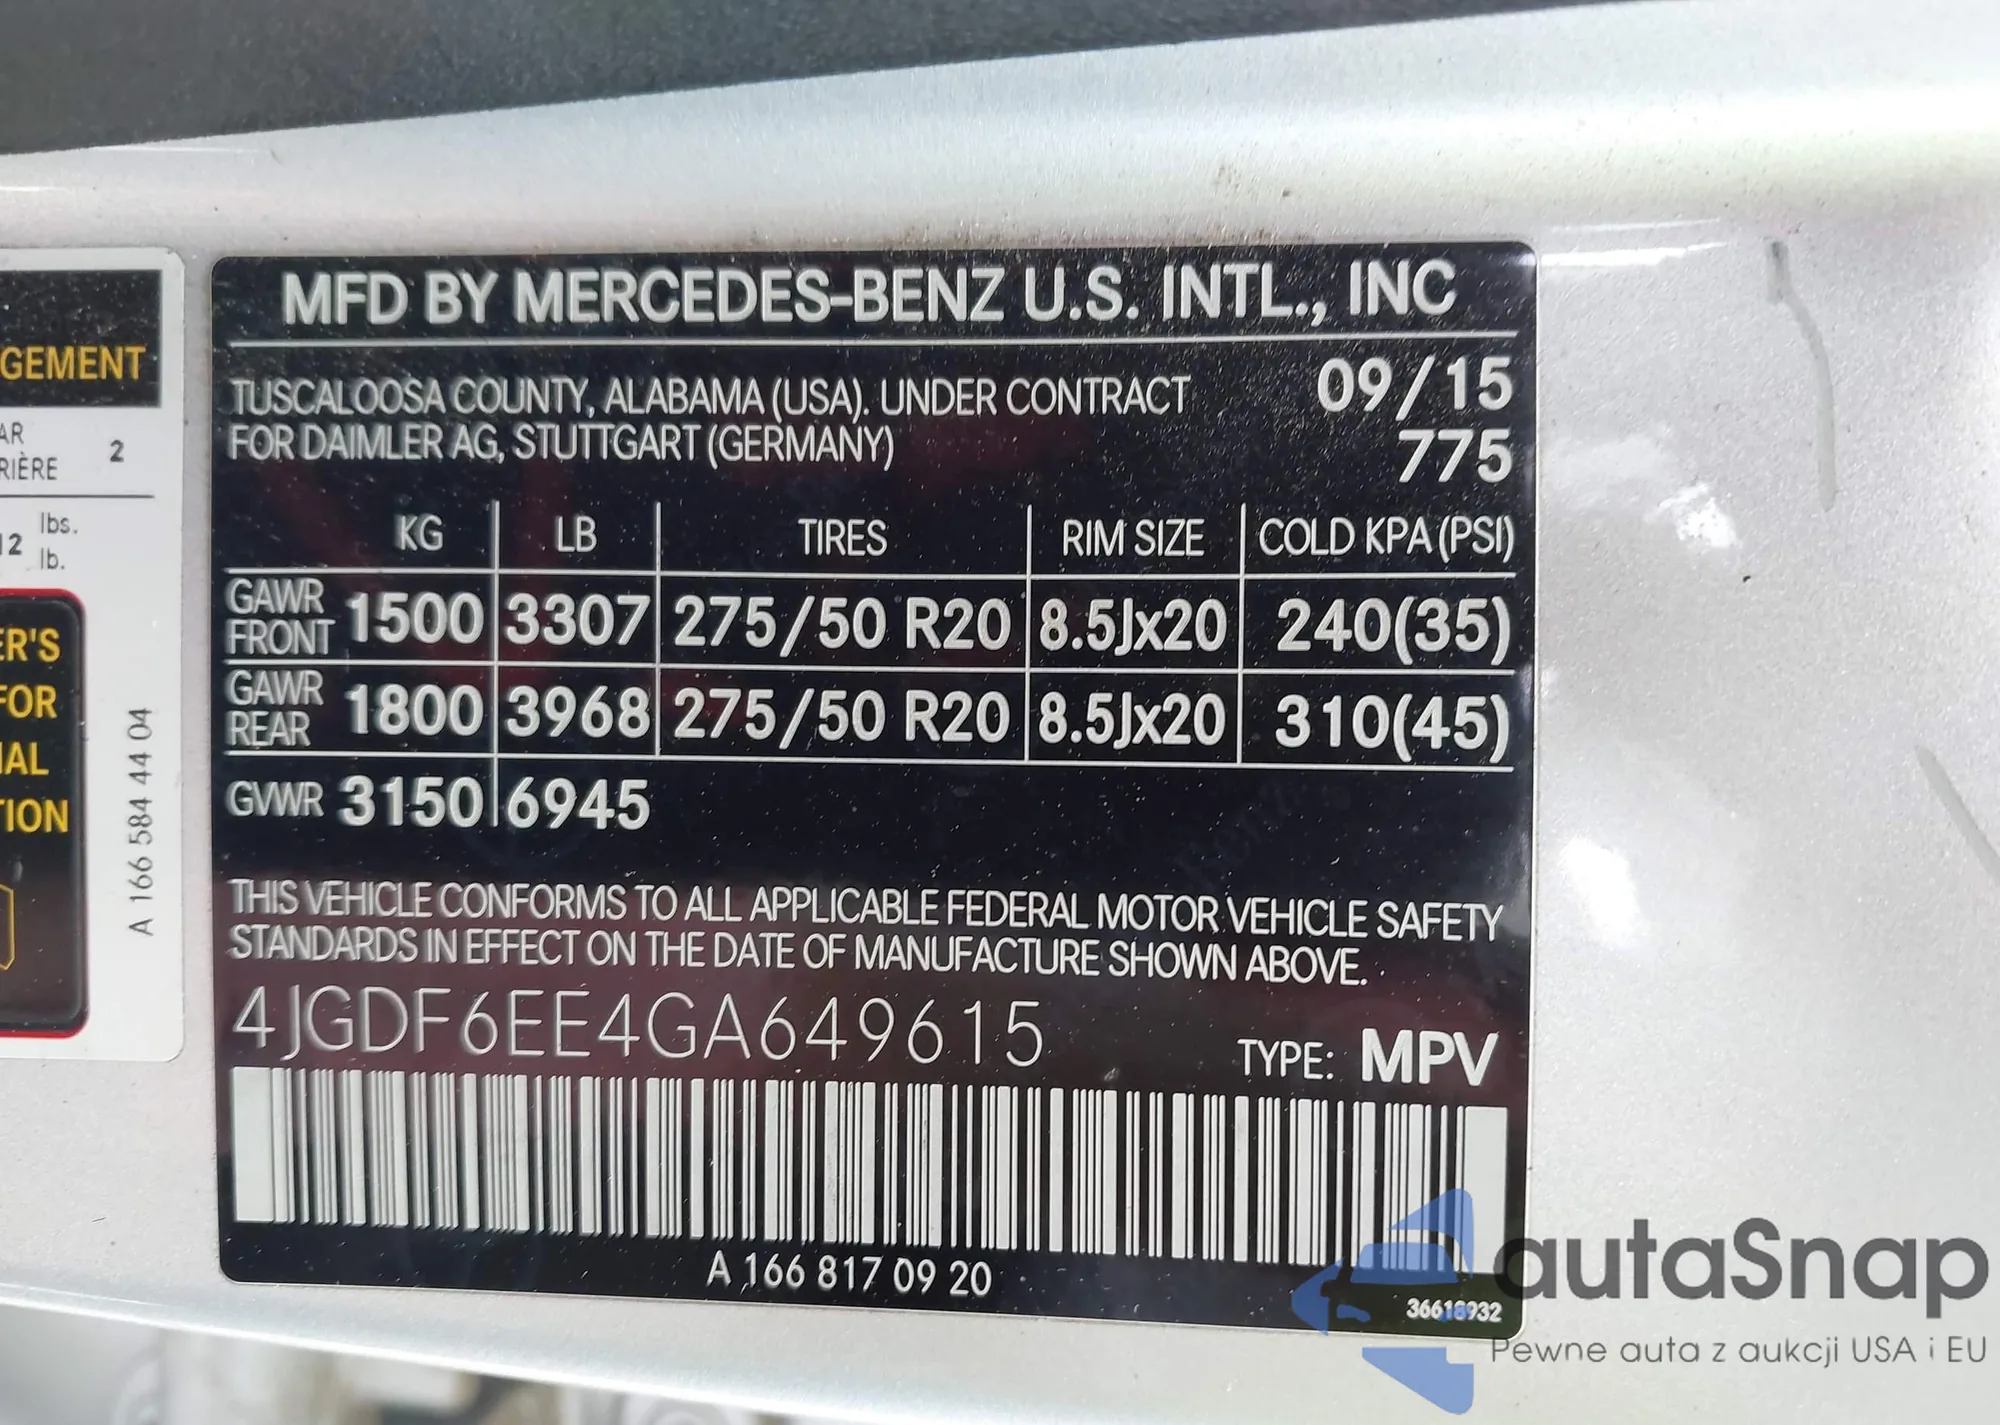 GEMENT
AR
RIÈRE
2
12
lbs.
lb.
ER'S
FOR
IAL
TION
A 166 584 44 04
MFD BY MERCEDES-BENZ U.S. INTL., INC
TUSCALOOSA COUNTY, ALABAMA (USA). UNDER CONTRACT 09/15
FOR DAIMLER AG, STUTTGART (GERMANY) 775
KG LB TIRES RIM SIZE COLD KPA (PSI)
GAWR FRONT 1500 3307 275/50 R20 8.5Jx20 240(35)
GAWR REAR 1800 3968 275/50 R20 8.5Jx20 310(45)
GVWR 3150 6945
THIS VEHICLE CONFORMS TO ALL APPLICABLE FEDERAL MOTOR VEHICLE SAFETY
STANDARDS IN EFFECT ON THE DATE OF MANUFACTURE SHOWN ABOVE.
4JGDF6EE4GA649615
TYPE: MPV
A 166 817 09 20
36618932
autaSnap
Pewne auta z aukcji USA i EU